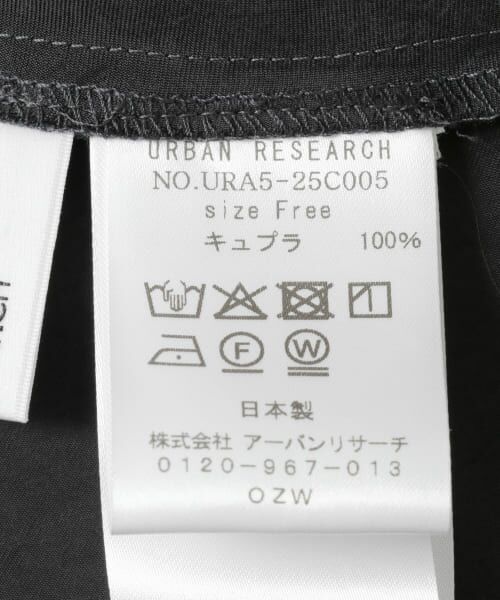 URBAN RESEARCH
NO.URA5-25C005
size Free
キュプラ 100%
F W
日本製
株式会社 アーバンリサーチ
0120-967-013
OZW